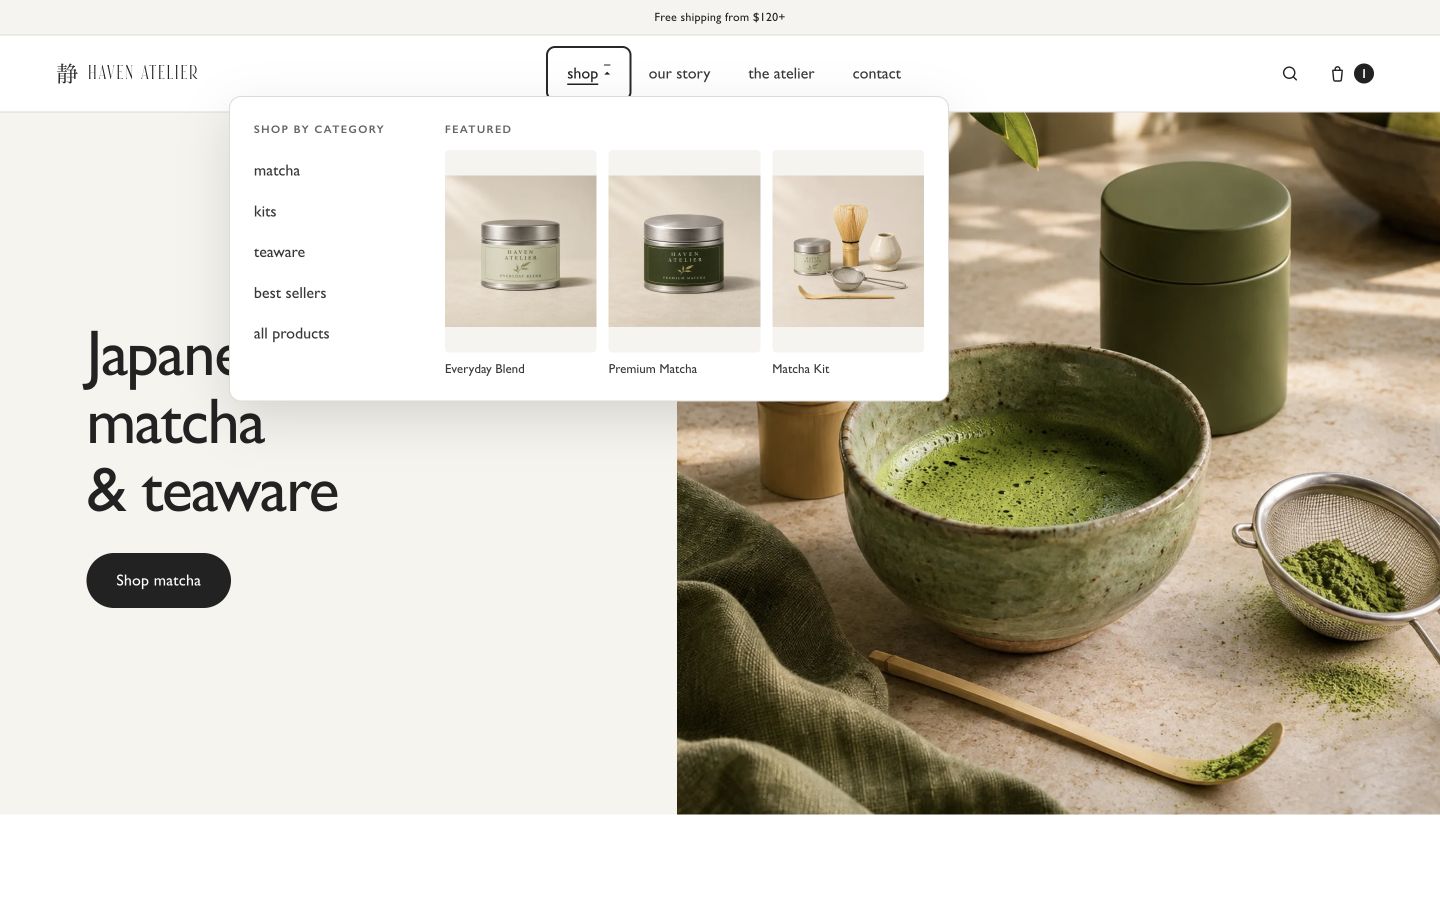 Free shipping from $120+
静 HAVEN ATELIER
shop
our story
the atelier
contact
1
SHOP BY CATEGORY
matcha
kits
teaware
best sellers
all products
FEATURED
HAVEN
ATELIER
EVERYDAY BLEND
HAVEN
ATELIER
PREMIUM MATCHA
Everyday Blend
Premium Matcha
Matcha Kit
matcha
& teaware
Shop matcha